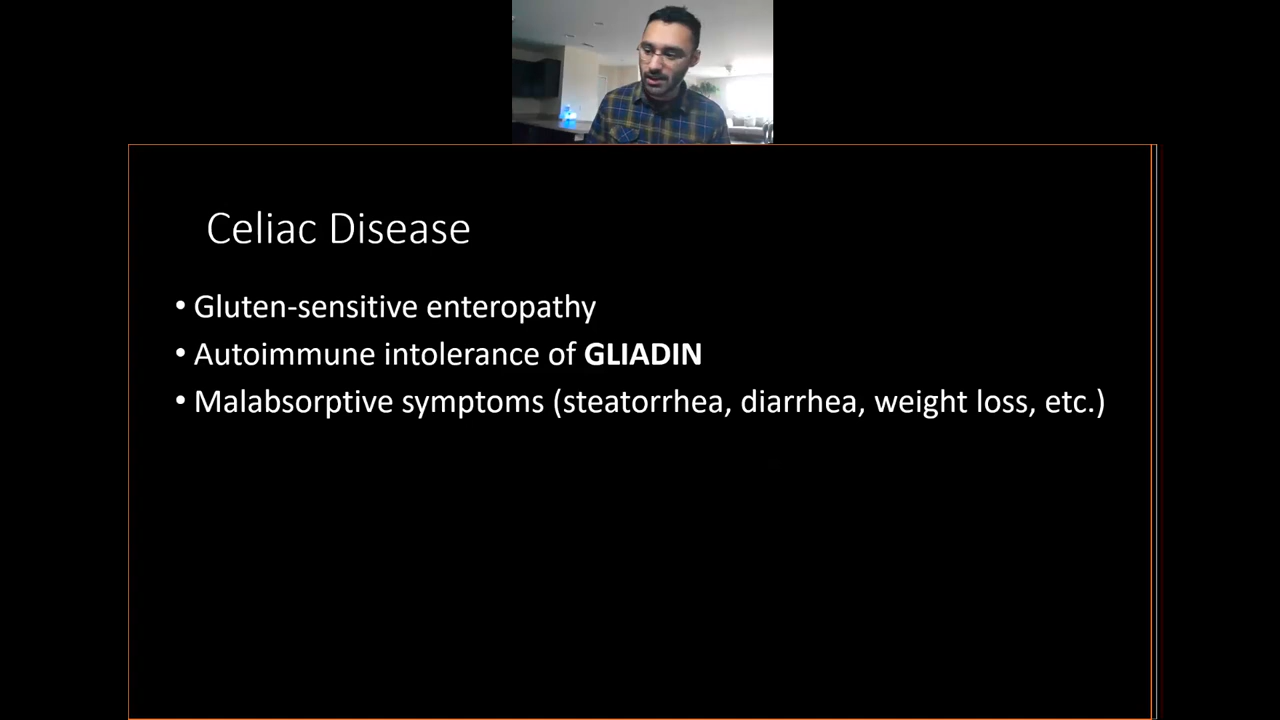 Celiac Disease
• Gluten-sensitive enteropathy
• Autoimmune intolerance of GLIADIN
• Malabsorptive symptoms (steatorrhea, diarrhea, weight loss, etc.)